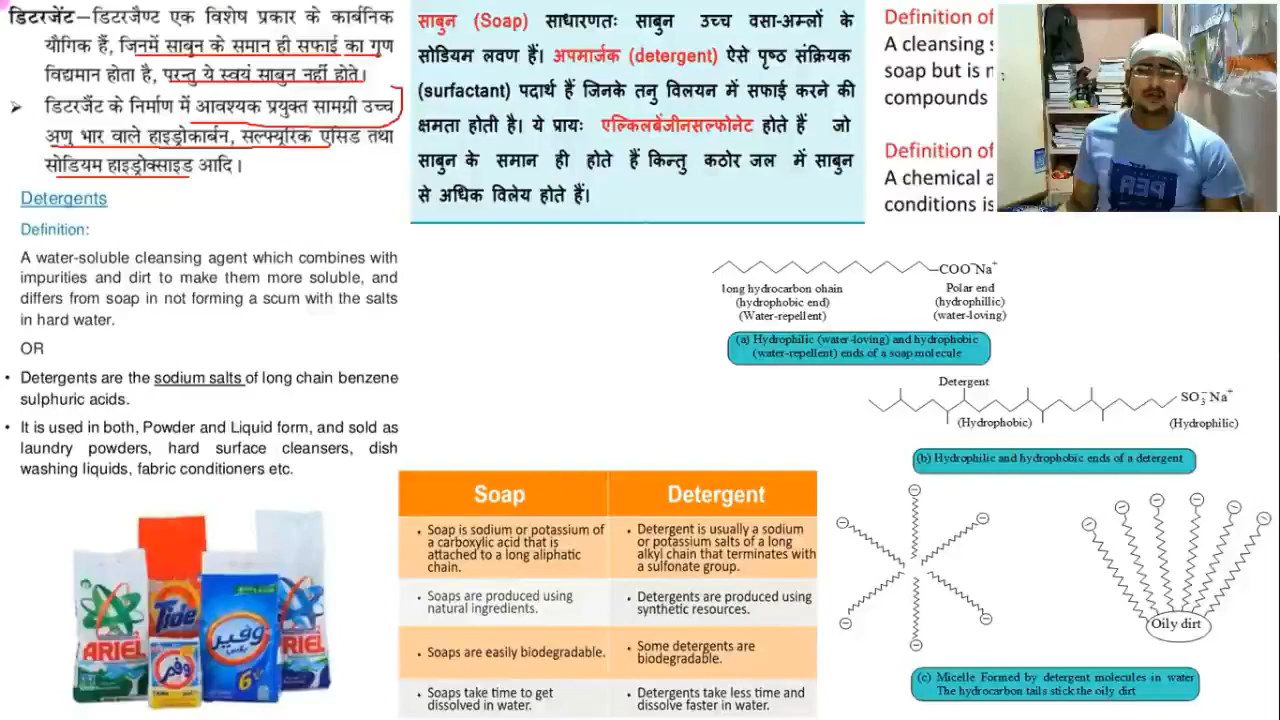 डिटरजेंट–डिटरजैण्ट एक विशेष प्रकार के कार्बनिक
यौगिक हैं, जिनमें साबुन के समान ही सफाई का गुण
विद्यमान होता है, परन्तु ये स्वयं साबुन नहीं होते।
➤ डिटरजैंट के निर्माण में आवश्यक प्रयुक्त सामग्री उच्च
अणु भार वाले हाइड्रोकार्बन, सल्फ्यूरिक एसिड तथा
सोडियम हाइड्रोक्साइड आदि।
Detergents
Definition:
A water-soluble cleansing agent which combines with
impurities and dirt to make them more soluble, and
differs from soap in not forming a scum with the salts
in hard water.
OR
• Detergents are the sodium salts of long chain benzene
sulphuric acids.
• It is used in both, Powder and Liquid form, and sold as
laundry powders, hard surface cleansers, dish
washing liquids, fabric conditioners etc.
ARIEL
Tide
وفير
وفير
6
ARIEL
साबुन (Soap) साधारणतः साबुन उच्च वसा-अम्लों के
सोडियम लवण हैं। अपमार्जक (detergent) ऐसे पृष्ठ संक्रियक
(surfactant) पदार्थ हैं जिनके तनु विलयन में सफाई करने की
क्षमता होती है। ये प्रायः एल्किलबेंजीनसल्फोनेट होते हैं जो
साबुन के समान ही होते हैं किन्तु कठोर जल में साबुन
से अधिक विलेय होते हैं।
Definition of
A cleansing s
soap but is n
compounds
Definition of
A chemical a
conditions is
PEA
COO⁻Na⁺
long hydrocarbon ohain
(hydrophobic end)
(Water-repellent)
Polar end
(hydrophillic)
(water-loving)
(a) Hydrophilic (water-loving) and hydrophobic
(water-repellent) ends of a soap molecule
Detergent
SO₃⁻Na⁺
(Hydrophobic)
(Hydrophilic)
(b) Hydrophilic and hydrophobic ends of a detergent
Oily dirt
(c) Micelle Formed by detergent molecules in water
The hydrocarbon tails stick the oily dirt
Soap
Detergent
• Soap is sodium or potassium of
a carboxylic acid that is
attached to a long aliphatic
chain.
• Detergent is usually a sodium
or potassium salts of a long
alkyl chain that terminates with
a sulfonate group.
• Soaps are produced using
natural ingredients.
• Detergents are produced using
synthetic resources.
• Soaps are easily biodegradable.
• Some detergents are
biodegradable.
• Soaps take time to get
dissolved in water.
• Detergents take less time and
dissolve faster in water.